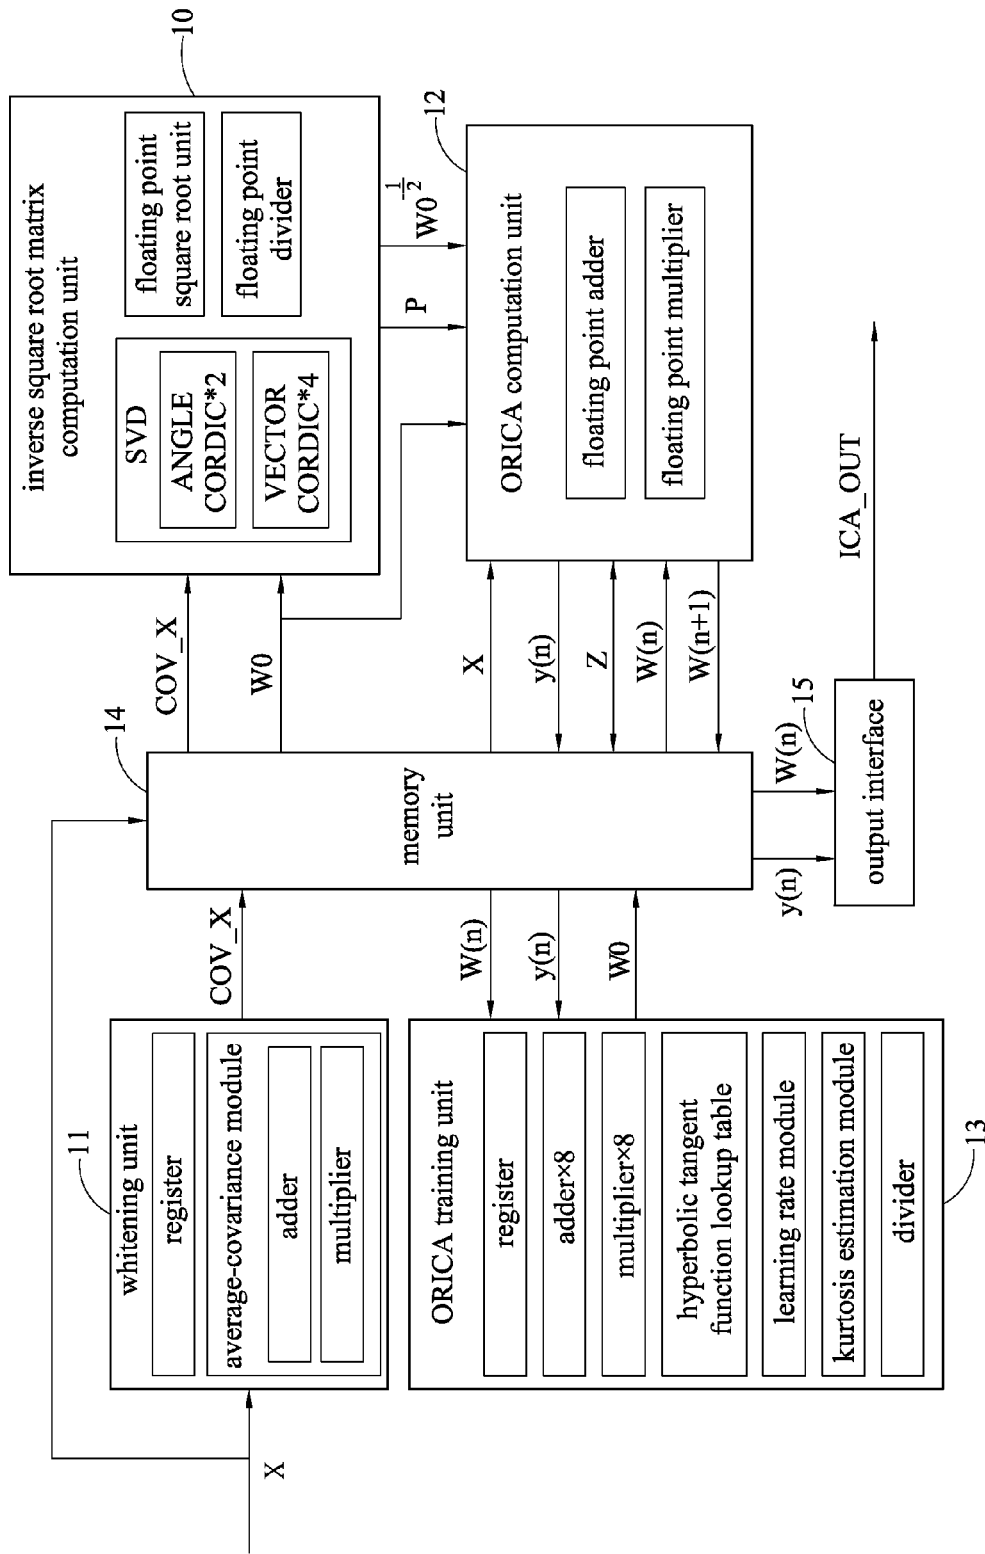 X
11
whitening unit
register
average-covariance module
adder
multiplier
COV_X
ORICA training unit
register
adder×8
multiplier×8
hyperbolic tangent
function lookup table
learning rate module
kurtosis estimation module
divider
13
W(n)
y(n)
W0
14
memory
unit
COV_X
W0
X
y(n)
Z
W(n)
W(n+1)
y(n)
W(n)
15
output interface
ICA_OUT
10
inverse square root matrix
computation unit
SVD
ANGLE
CORDIC*2
VECTOR
CORDIC*4
floating point
square root unit
floating point
divider
P
W0^-1/2
12
ORICA computation unit
floating point adder
floating point multiplier